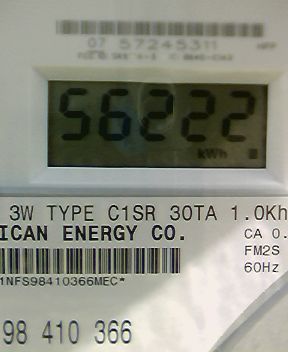 07 57245311
56222
kWh
3W TYPE C1SR 30TA 1.0Kh
ICAN ENERGY CO.
CA 0.
FM2S
60Hz
1NFS98410366MEC*
98 410 366